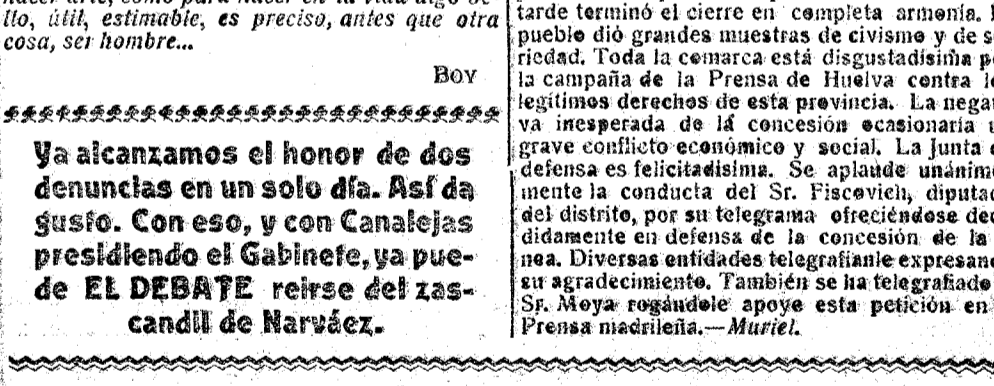 llo, útil, estimable, es preciso, antes que otra
cosa, ser hombre...
BOY
Ya alcanzamos el honor de dos
denuncias en un solo día. Así da
gusto. Con eso, y con Canalejas
presidiendo el Gabinete, ya pue-
de EL DEBATE reirse del zas-
candil de Narváez.
tarde terminó el cierre en completa armonía.
pueblo dió grandes muestras de civismo y de
riedad. Toda la comarca está disgustadísima
la campaña de la Prensa de Huelva contra
legítimos derechos de esta provincia. La
va inesperada de la concesión ocasionaría
grave conflicto económico y social. La Junta
defensa es felicitadísima. Se aplaude
mente la conducta del Sr. Fiscovich,
del distrito, por su telegrama ofreciéndose
didamente en defensa de la concesión de la
nea. Diversas entidades telegrafíanle
su agradecimiento. También se ha telegrafiado
Sr. Moya rogándole apoye esta petición en
Prensa madrileña.—Muriel.